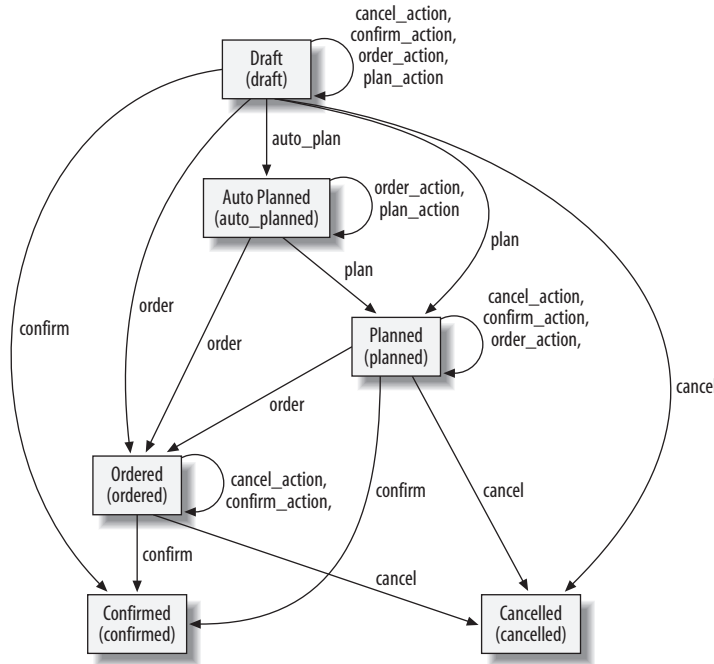 cancel_action,
confirm_action,
order_action,
plan_action
Draft
(draft)
auto_plan
Auto Planned
(auto_planned)
order_action,
plan_action
plan
plan
cancel_action,
confirm_action,
order_action,
confirm
order
order
Planned
(planned)
cance
order
Ordered
(ordered)
cancel_action,
confirm_action,
confirm
cancel
confirm
cancel
Confirmed
(confirmed)
Cancelled
(cancelled)